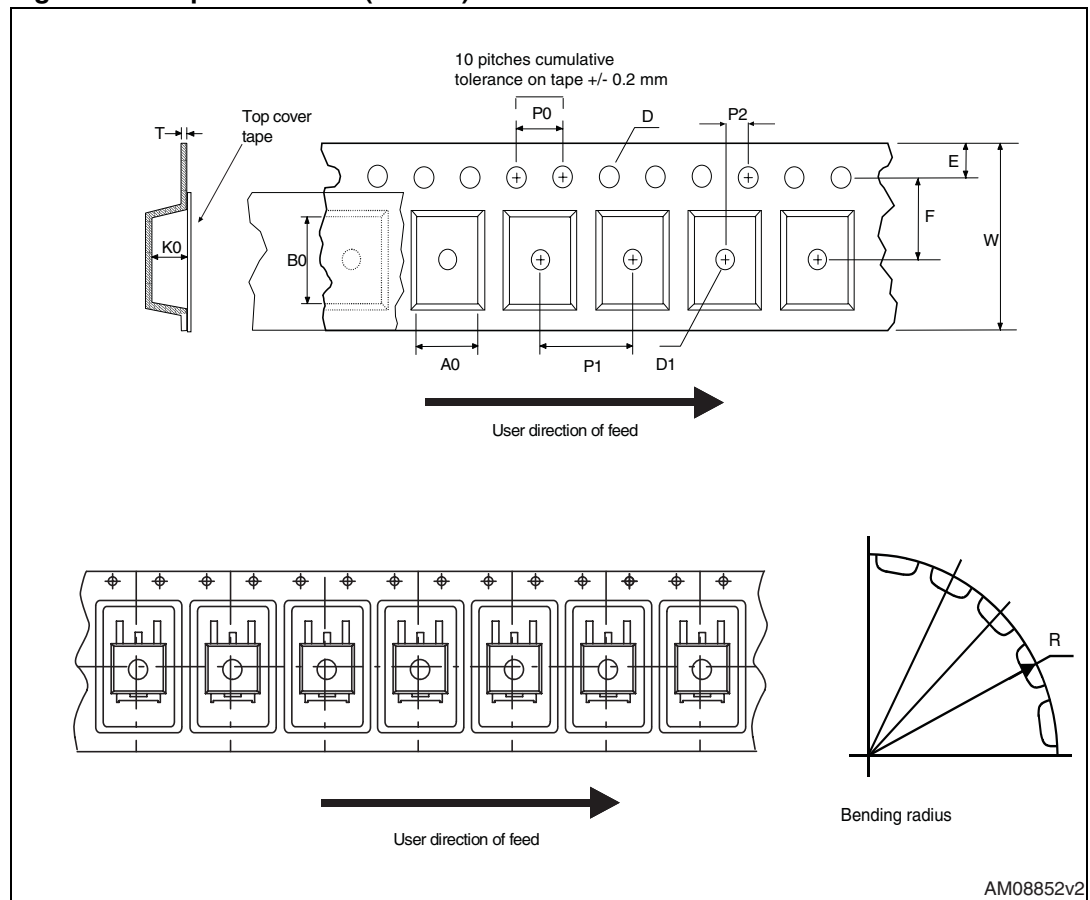 10 pitches cumulative
tolerance on tape +/- 0.2 mm
T
Top cover
tape
P0
D
P2
E
F
W
K0
B0
A0
P1
D1
User direction of feed
R
Bending radius
User direction of feed
AM08852v2